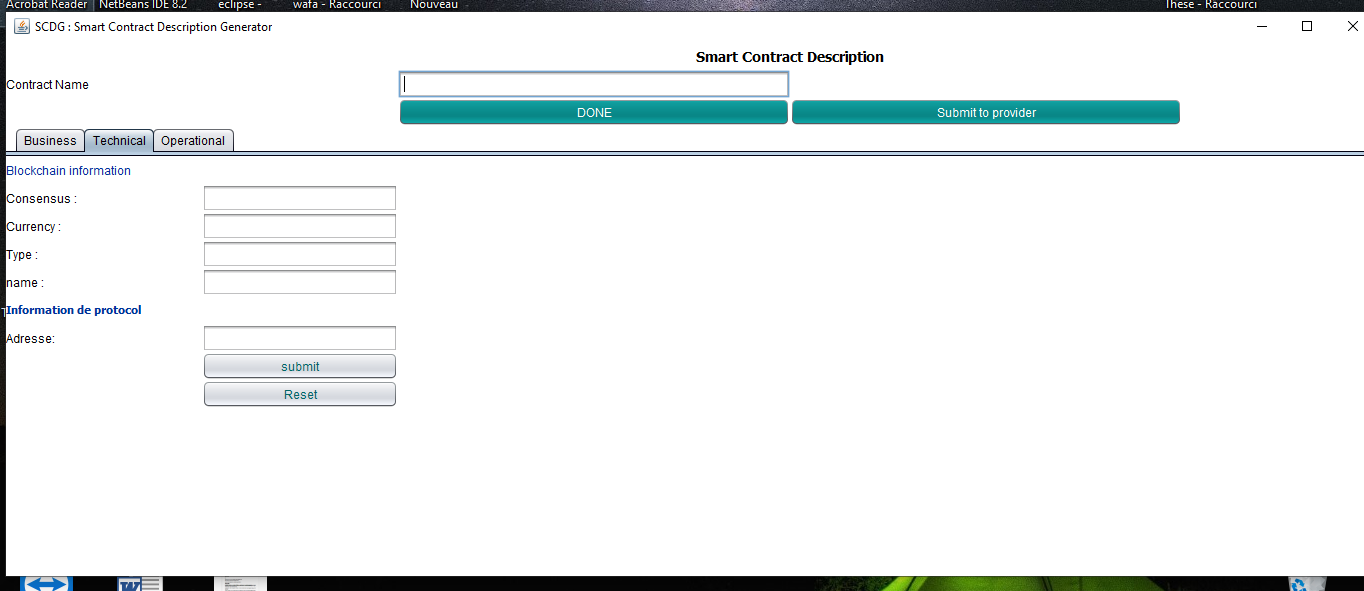 Acrobat Reader NetBeans IDE 8.2 eclipse - wafa - Raccourci Nouveau These - Raccourci
SCDG : Smart Contract Description Generator
Smart Contract Description
Contract Name
DONE Submit to provider
Business Technical Operational
Blockchain information
Consensus :
Currency :
Type :
name :
Information de protocol
Adresse:
submit
Reset